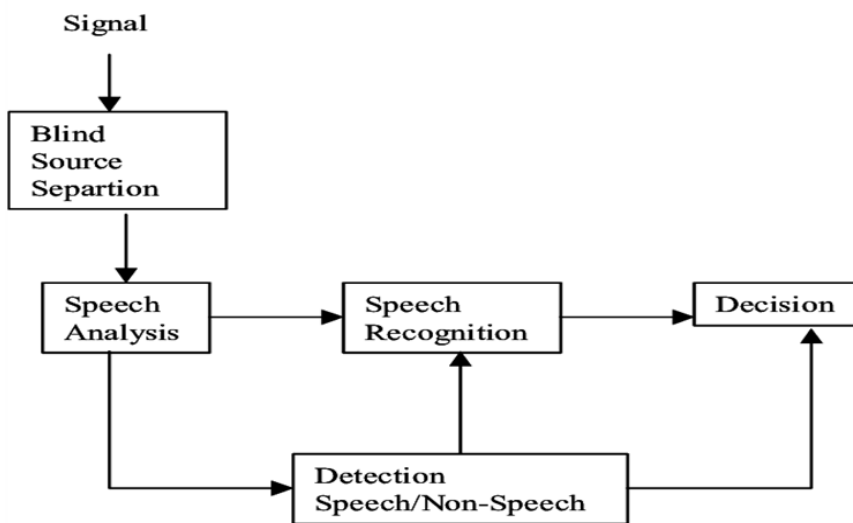 Signal
Blind
Source
Separtion
Speech
Analysis
Speech
Recognition
Decision
Detection
Speech/Non-Speech